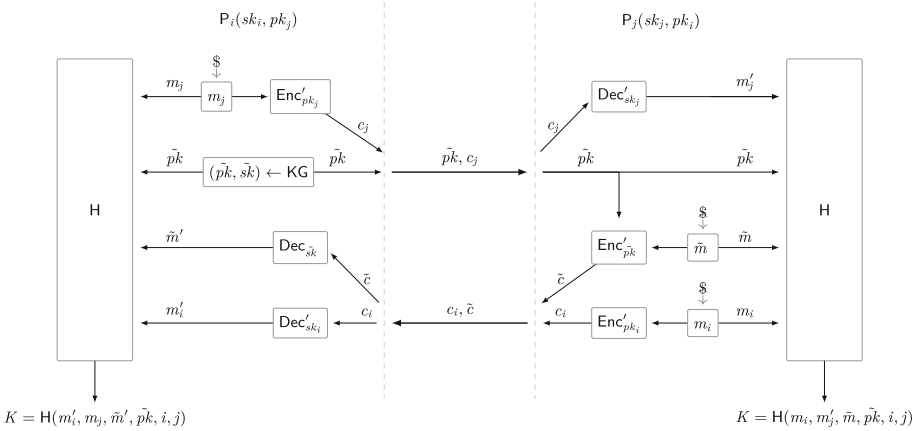 P_i(sk_i, pk_j) P_j(sk_j, pk_i)
$
m_j m_j Enc′_{pk_j} Dec′_{sk_j} m′_j
c_j c_j
p̃k (p̃k, s̃k) ← KG p̃k p̃k, c_j p̃k p̃k
H H
$
m̃′ Dec_{s̃k} Enc′_{p̃k} m̃ m̃
c̃ c̃
$
m′_i Dec′_{sk_i} c_i c_i, c̃ c_i Enc′_{pk_i} m_i m_i
K = H(m′_i, m_j, m̃′, p̃k, i, j) K = H(m_i, m′_j, m̃, p̃k, i, j)